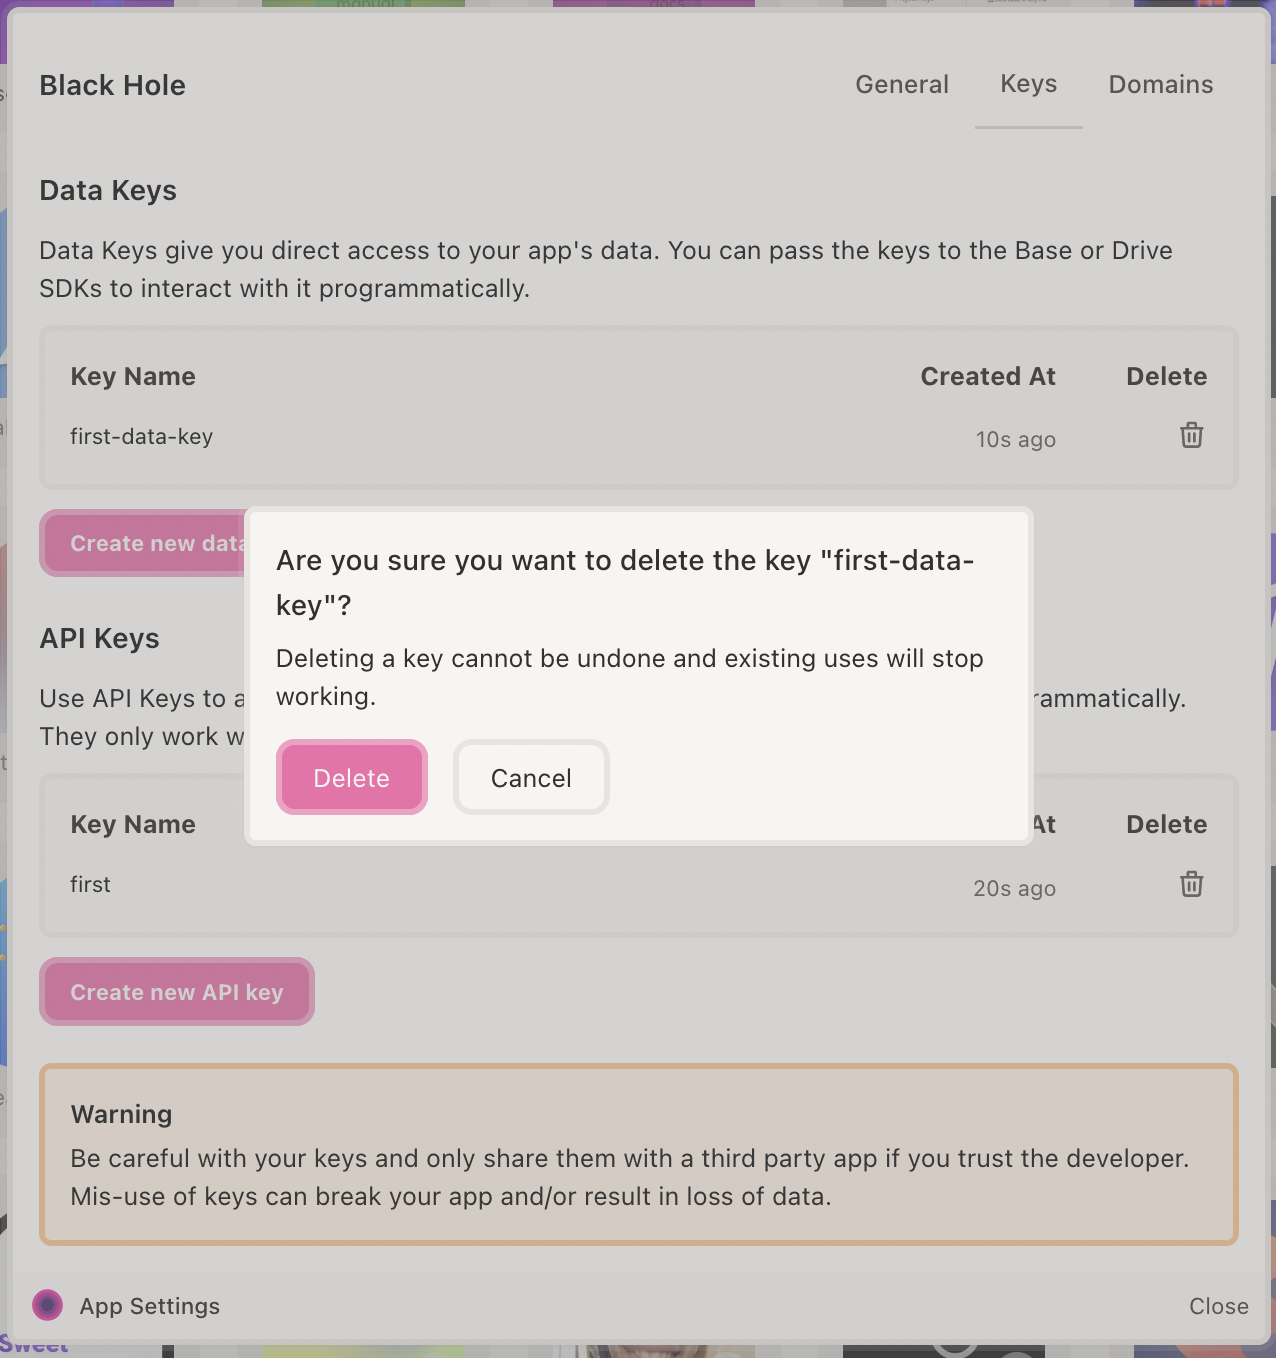 manual
docs
Black Hole
General
Keys
Domains
Data Keys
Data Keys give you direct access to your app's data. You can pass the keys to the Base or Drive
SDKs to interact with it programmatically.
Key Name
Created At
Delete
first-data-key
10s ago
Create new data
Are you sure you want to delete the key "first-data-
key"?
Deleting a key cannot be undone and existing uses will stop
working.
Delete
Cancel
API Keys
Use API Keys to a
rammatically.
They only work w
Key Name
At
Delete
first
20s ago
Create new API key
Warning
Be careful with your keys and only share them with a third party app if you trust the developer.
Mis-use of keys can break your app and/or result in loss of data.
App Settings
Close
Sweet